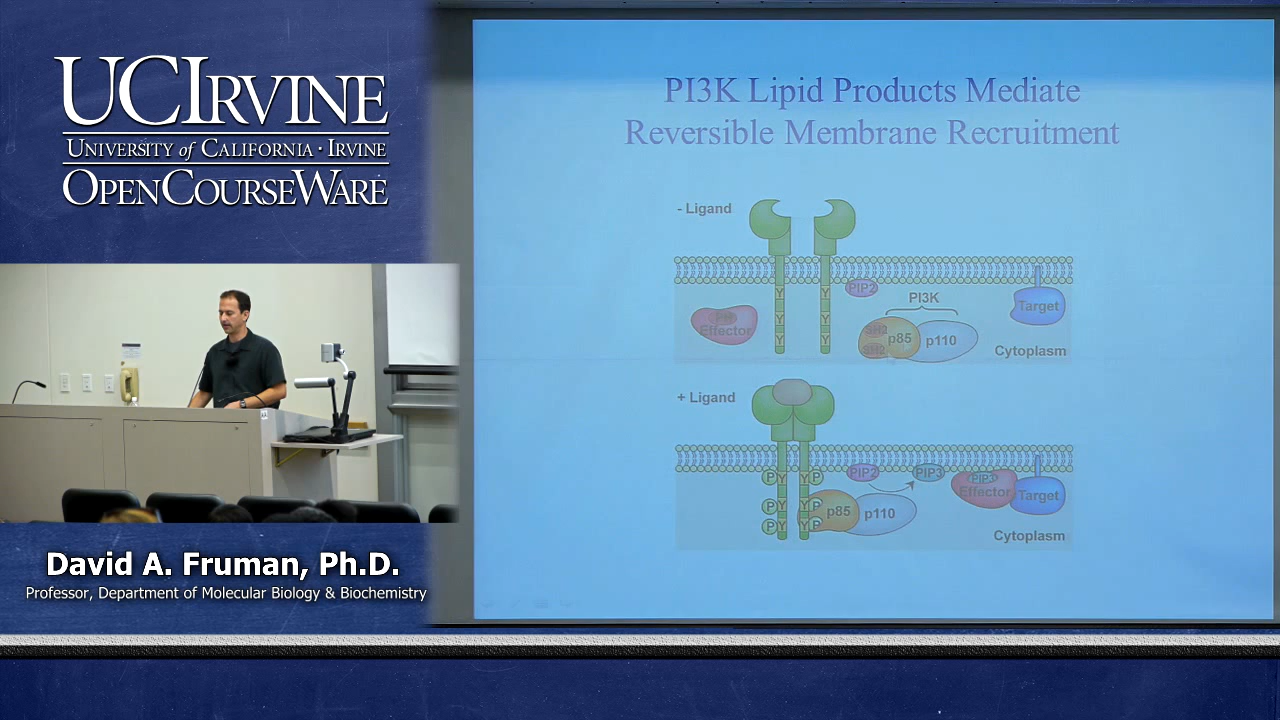 UCIRVINE
UNIVERSITY of CALIFORNIA · IRVINE
OPENCOURSEWARE
David A. Fruman, Ph.D.
Professor, Department of Molecular Biology & Biochemistry
PI3K Lipid Products Mediate
Reversible Membrane Recruitment
- Ligand
PIP2
PI3K
PH
Effector
Y
Y
Y
Y
Y
Y
SH2
SH2
p85
p110
Target
Cytoplasm
+ Ligand
PIP2
PIP3
PIP3
Effector
Target
P
Y
Y
P
P
Y
Y
P
P
Y
Y
P
p85
p110
Cytoplasm